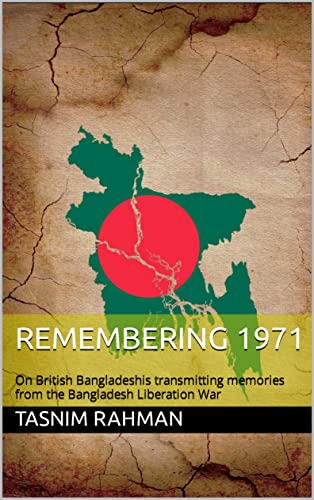 REMEMBERING 1971
On British Bangladeshis transmitting memories
from the Bangladesh Liberation War
TASNIM RAHMAN